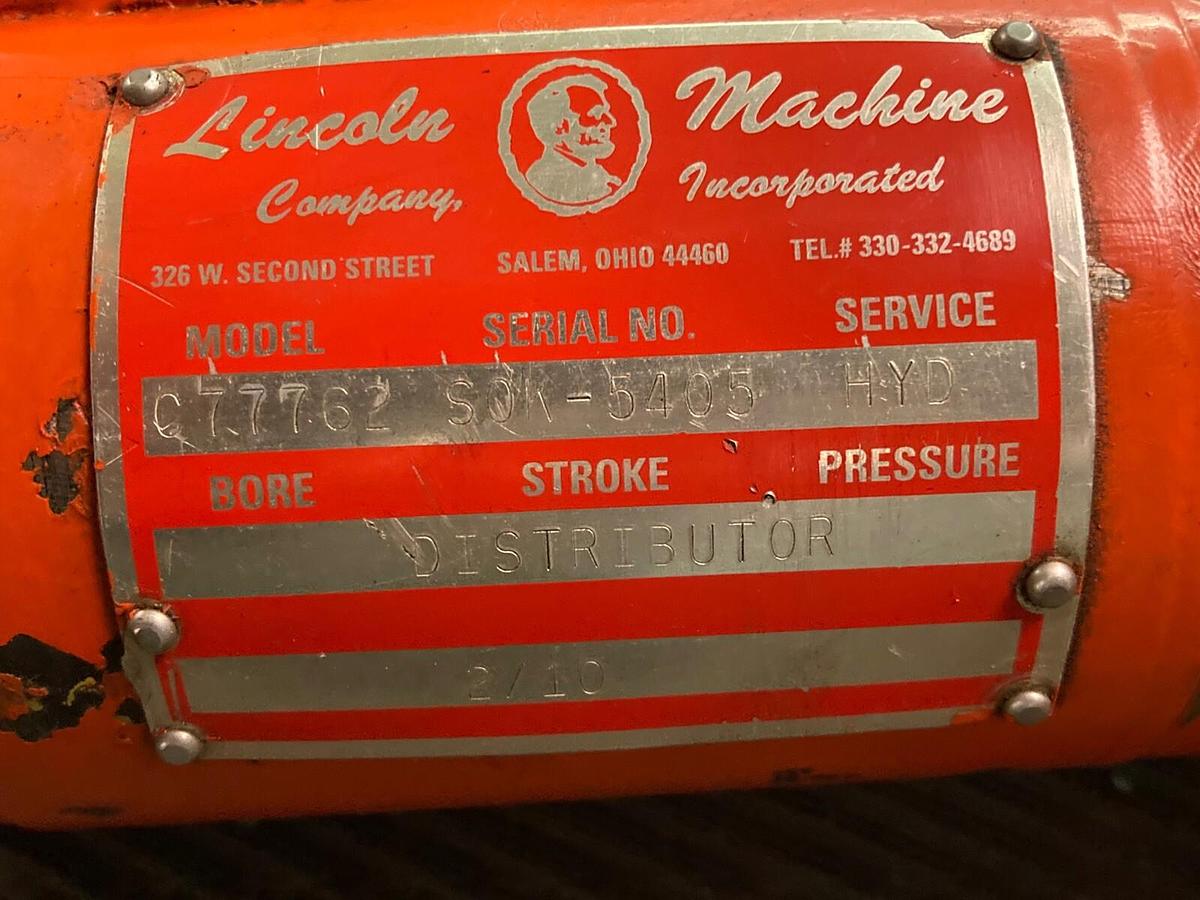 Lincoln Machine
Company, Incorporated
326 W. SECOND STREET SALEM, OHIO 44460 TEL.# 330-332-4689
MODEL SERIAL NO. SERVICE
C77762 -5405 HYD
BORE STROKE PRESSURE
DISTRIBUTOR
2/10